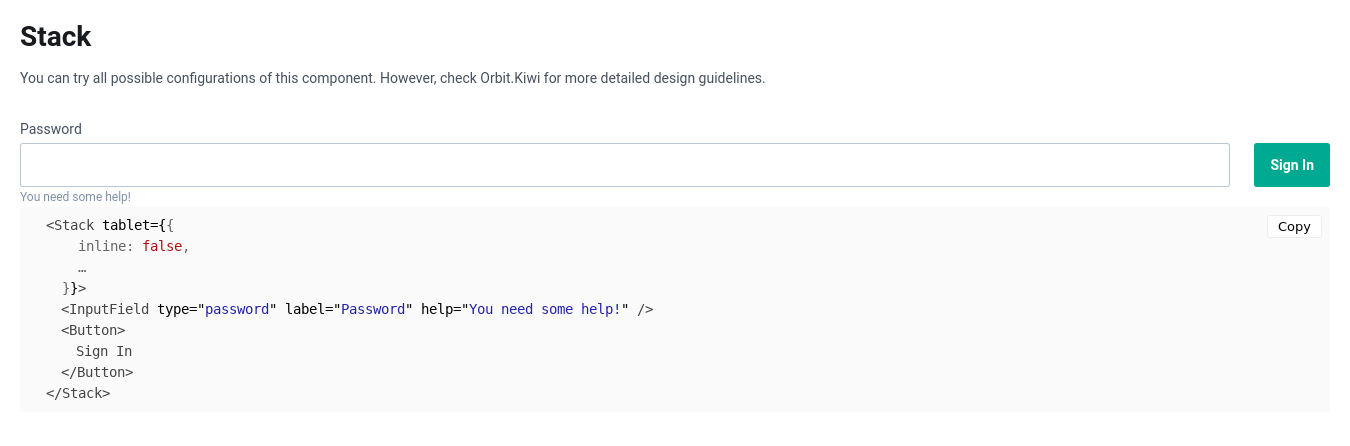 Stack
You can try all possible configurations of this component. However, check Orbit.Kiwi for more detailed design guidelines.
Password
Sign In
You need some help!
Copy
<Stack tablet={{
inline: false,
…
}}>
<InputField type="password" label="Password" help="You need some help!" />
<Button>
Sign In
</Button>
</Stack>